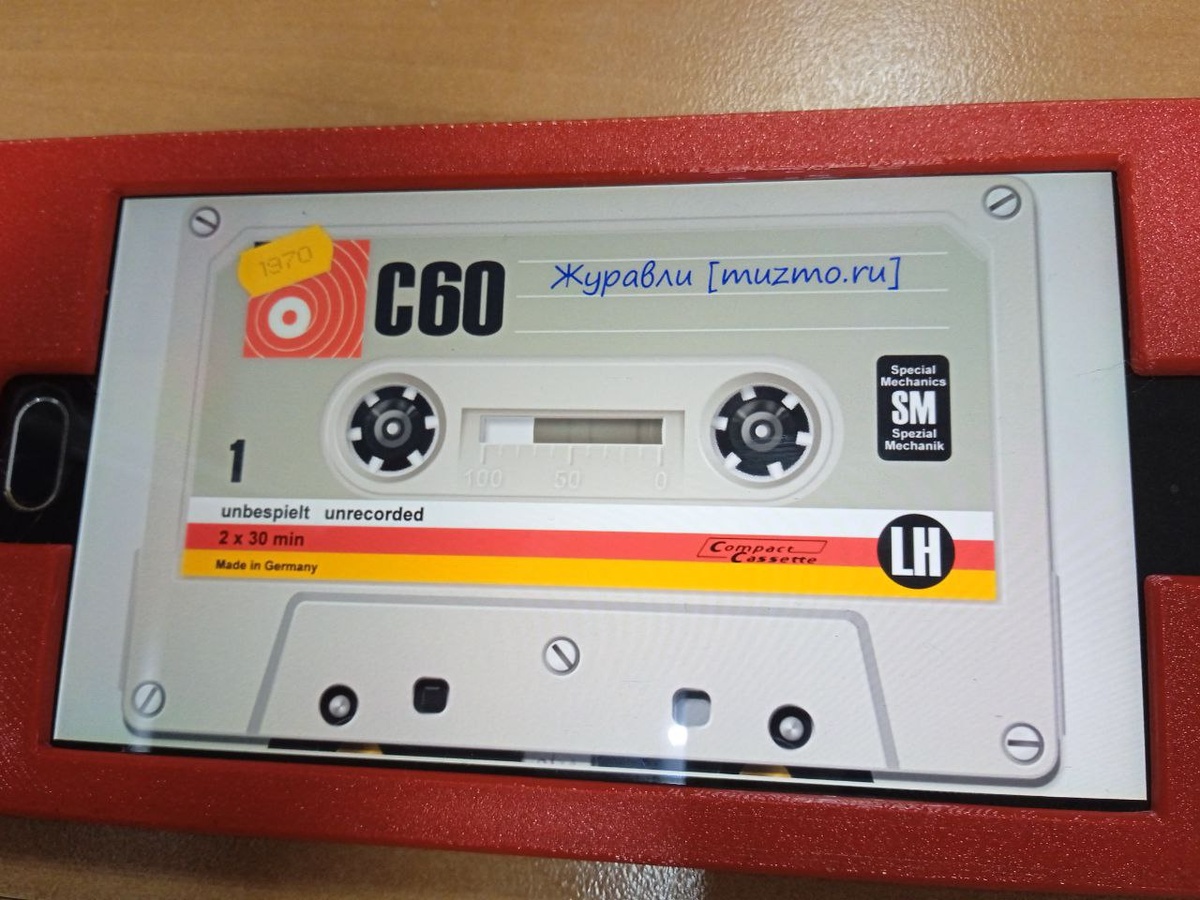 1970
C60
Журавли [muzmo.ru]
Special
Mechanics
SM
Spezial
Mechanik
1
100 50 0
unbespielt unrecorded
2 x 30 min
Compact
Cassette
LH
Made in Germany